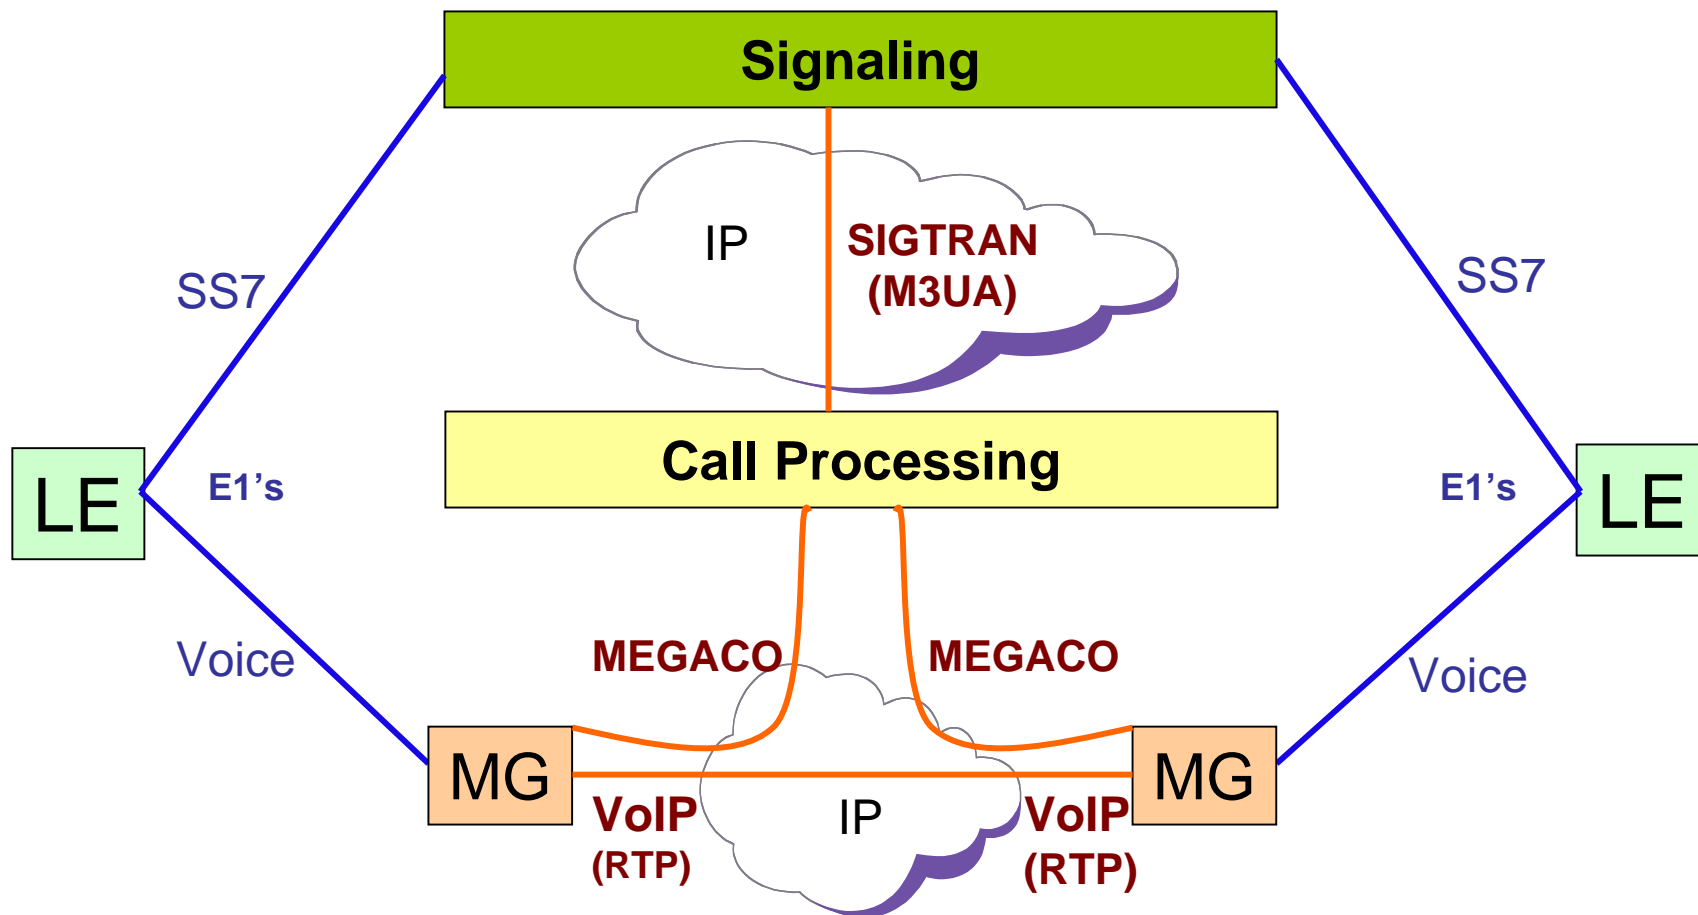 Signaling
IP
SIGTRAN
(M3UA)
SS7
SS7
Call Processing
LE
E1's
E1's
LE
MEGACO
MEGACO
Voice
Voice
MG
MG
VoIP
(RTP)
IP
VoIP
(RTP)